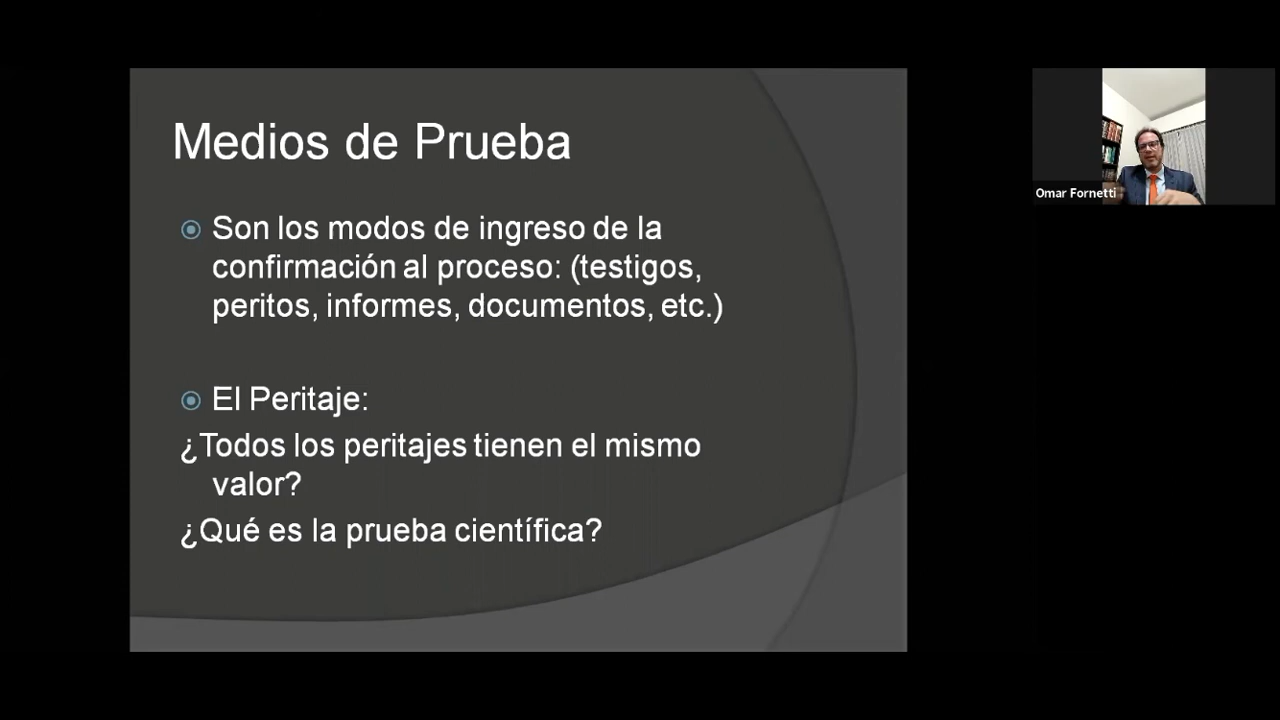 Medios de Prueba
Son los modos de ingreso de la
confirmación al proceso: (testigos,
peritos, informes, documentos, etc.)
El Peritaje:
¿Todos los peritajes tienen el mismo
valor?
¿Qué es la prueba científica?
Omar Fornetti